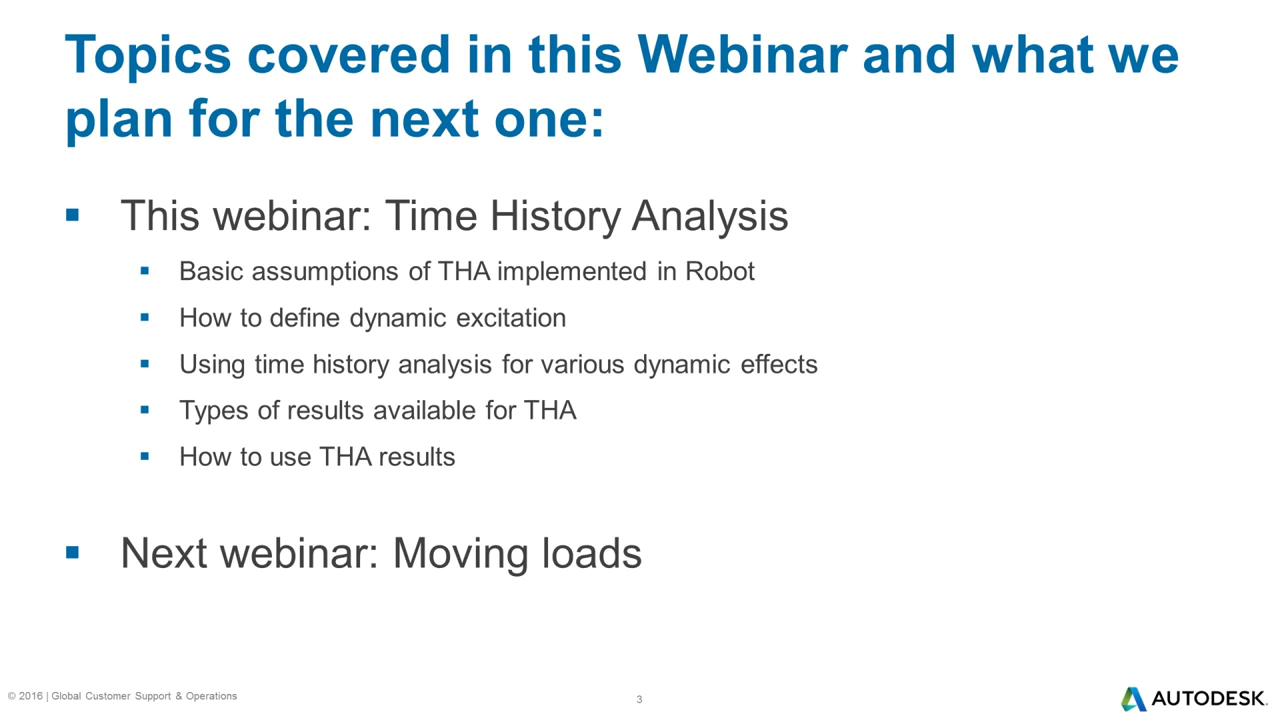 Topics covered in this Webinar and what we
plan for the next one:
▪ This webinar: Time History Analysis
▪ Basic assumptions of THA implemented in Robot
▪ How to define dynamic excitation
▪ Using time history analysis for various dynamic effects
▪ Types of results available for THA
▪ How to use THA results
▪ Next webinar: Moving loads
© 2016 | Global Customer Support & Operations
3
AUTODESK.